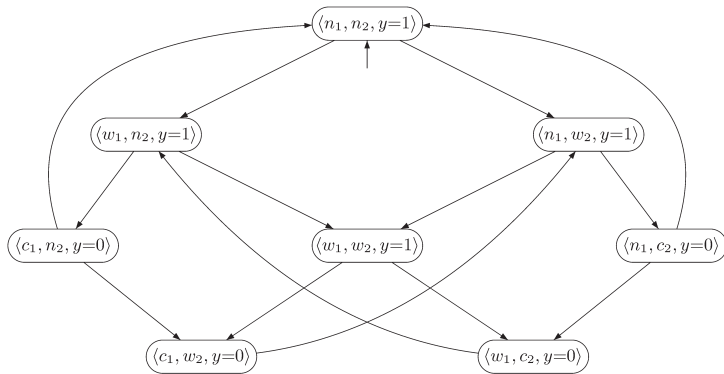 ⟨n₁, n₂, y=1⟩
⟨w₁, n₂, y=1⟩
⟨n₁, w₂, y=1⟩
⟨c₁, n₂, y=0⟩
⟨w₁, w₂, y=1⟩
⟨n₁, c₂, y=0⟩
⟨c₁, w₂, y=0⟩
⟨w₁, c₂, y=0⟩